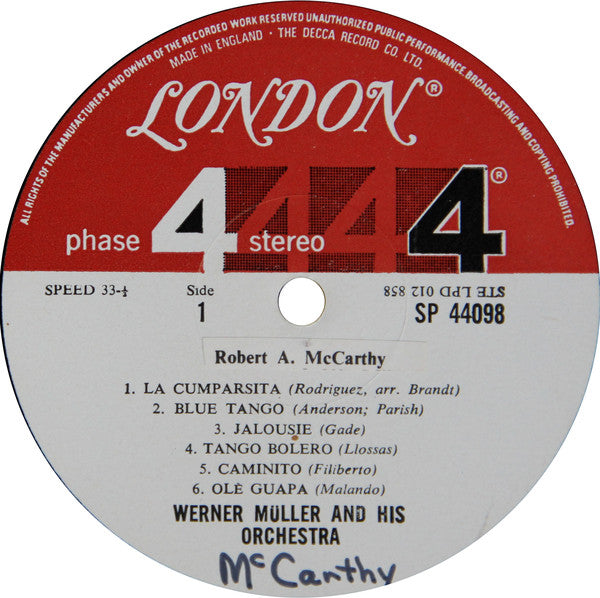 ALL RIGHTS OF THE MANUFACTURERS AND OWNER OF THE RECORDED WORK RESERVED UNAUTHORIZED PUBLIC PERFORMANCE, BROADCASTING AND COPYING PROHIBITED.
MADE IN ENGLAND · THE DECCA RECORD CO. LTD.
LONDON®
4 4 4 4®
phase stereo
SPEED 33-⅓ Side STE LPD 012 858
1 SP 44098
Robert A. McCarthy
1. LA CUMPARSITA (Rodriguez, arr. Brandt)
2. BLUE TANGO (Anderson; Parish)
3. JALOUSIE (Gade)
4. TANGO BOLERO (Llossas)
5. CAMINITO (Filiberto)
6. OLÉ GUAPA (Malando)
WERNER MÜLLER AND HIS
ORCHESTRA
McCarthy